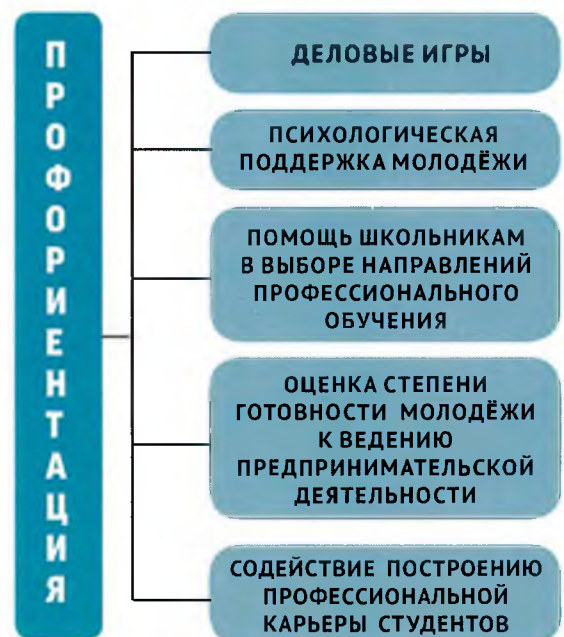 ПРОФОРИЕНТАЦИЯ
ДЕЛОВЫЕ ИГРЫ
ПСИХОЛОГИЧЕСКАЯ
ПОДДЕРЖКА МОЛОДЁЖИ
ПОМОЩЬ ШКОЛЬНИКАМ
В ВЫБОРЕ НАПРАВЛЕНИЙ
ПРОФЕССИОНАЛЬНОГО
ОБУЧЕНИЯ
ОЦЕНКА СТЕПЕНИ
ГОТОВНОСТИ МОЛОДЁЖИ
К ВЕДЕНИЮ
ПРЕДПРИНИМАТЕЛЬСКОЙ
ДЕЯТЕЛЬНОСТИ
СОДЕЙСТВИЕ ПОСТРОЕНИЮ
ПРОФЕССИОНАЛЬНОЙ
КАРЬЕРЫ СТУДЕНТОВ